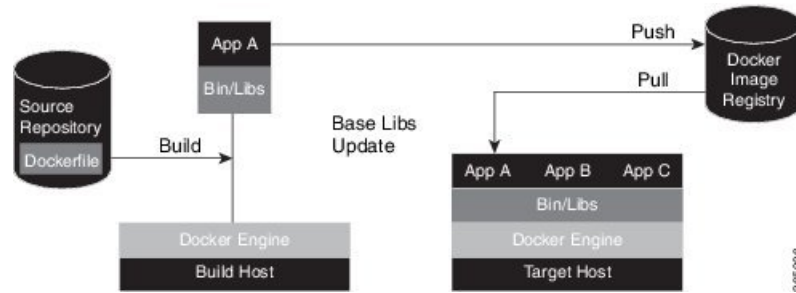 App A
Bin/Libs
Source
Repository
Dockerfile
Build
Base Libs
Update
Push
Pull
Docker
Image
Registry
Docker Engine
Build Host
App A App B App C
Bin/Libs
Docker Engine
Target Host